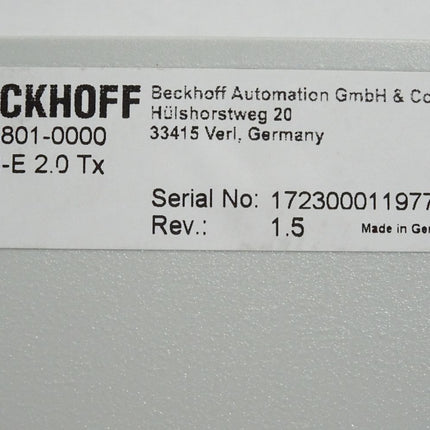 CKHOFF
801-0000
-E 2.0 Tx
Beckhoff Automation GmbH & Co
Hülshorstweg 20
33415 Verl, Germany
Serial No: 172300011977
Rev.: 1.5
Made in Ger